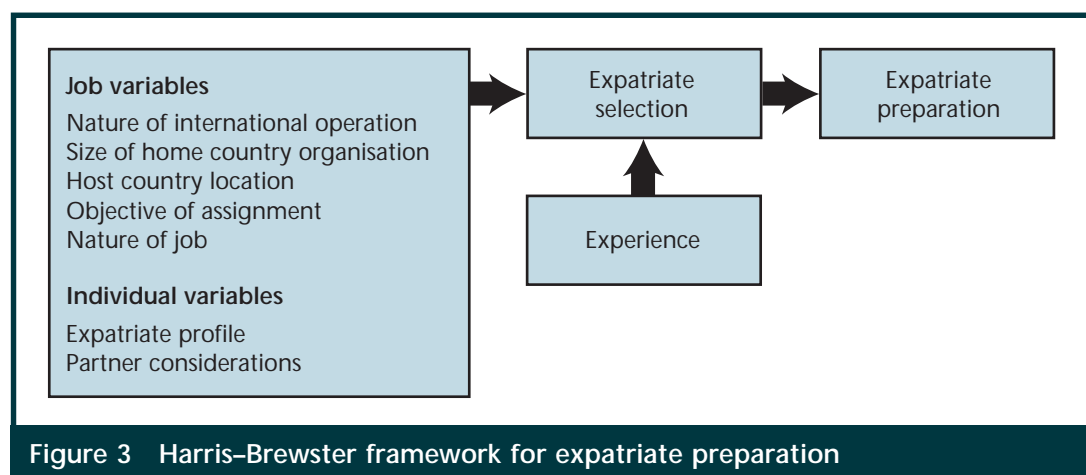 Job variables
Nature of international operation
Size of home country organisation
Host country location
Objective of assignment
Nature of job
Individual variables
Expatriate profile
Partner considerations
Expatriate
selection
Expatriate
preparation
Experience
Figure 3 Harris–Brewster framework for expatriate preparation